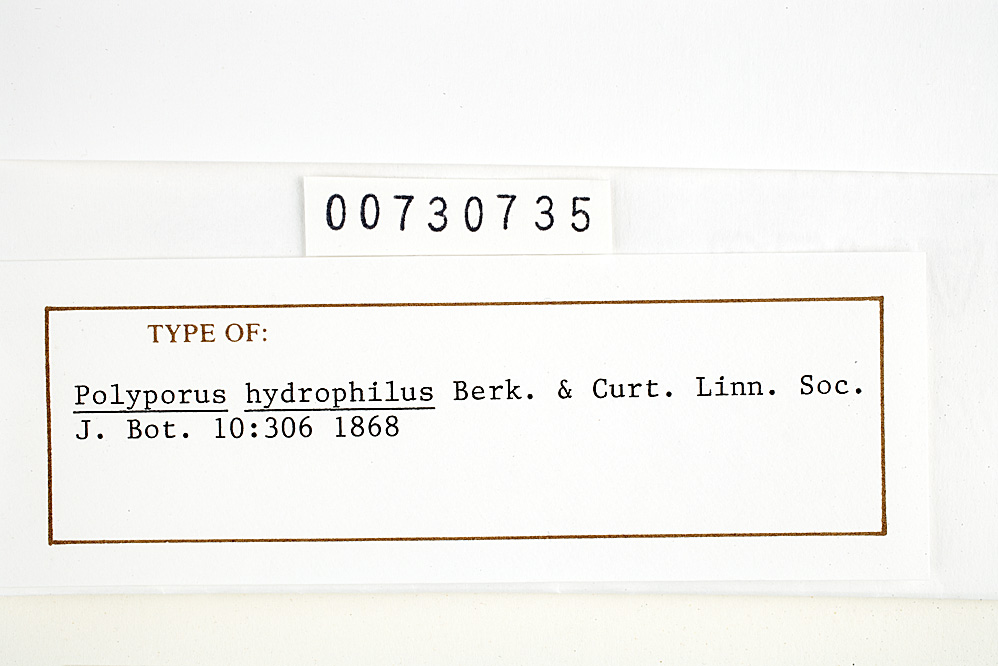 00730735
TYPE OF:
Polyporus hydrophilus Berk. & Curt. Linn. Soc.
J. Bot. 10:306 1868